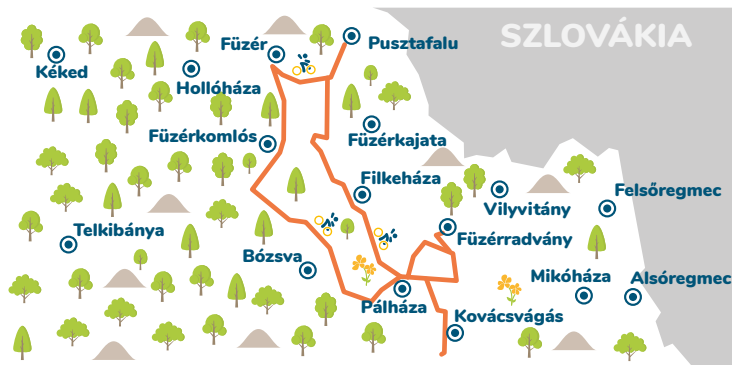 SZLOVÁKIA
Füzér
Pusztafalu
Kéked
Hollóháza
Füzérkomlós
Füzérkajata
Filkeháza
Vilyvitány
Felsőregmec
Telkibánya
Füzérradvány
Bózsva
Mikóháza
Alsóregmec
Pálháza
Kovácsvágás